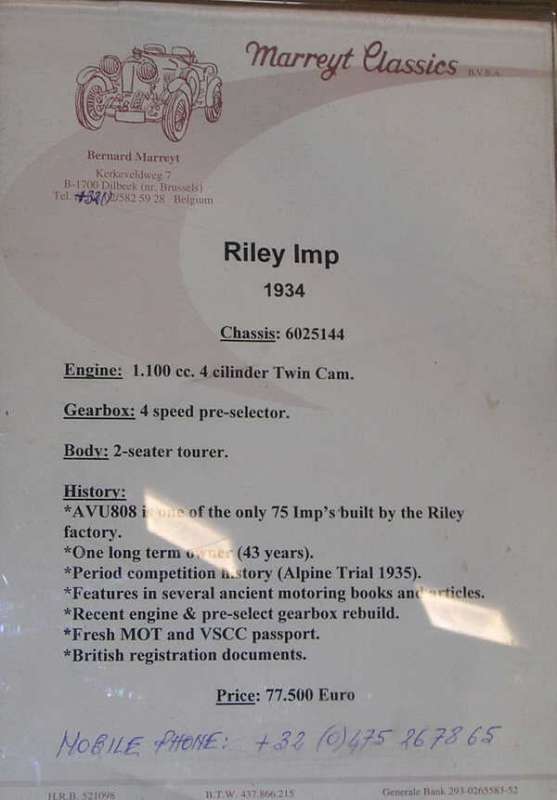 Marreyt Classics B.V.B.A.
Bernard Marreyt
Kerkeveldweg 7
B-1700 Dilbeek (nr. Brussels)
Tel. +32/0/2/582 59 28 Belgium
Riley Imp
1934
Chassis: 6025144
Engine: 1.100 cc. 4 cilinder Twin Cam.
Gearbox: 4 speed pre-selector.
Body: 2-seater tourer.
History:
*AVU808 is one of the only 75 Imp's built by the Riley
factory.
*One long term owner (43 years).
*Period competition history (Alpine Trial 1935).
*Features in several ancient motoring books and articles.
*Recent engine & pre-select gearbox rebuild.
*Fresh MOT and VSCC passport.
*British registration documents.
Price: 77.500 Euro
MOBILE PHONE: +32 (0)475 267865
H.R.B. 521098 B.T.W. 437.866.215 Generale Bank 293-0265583-52